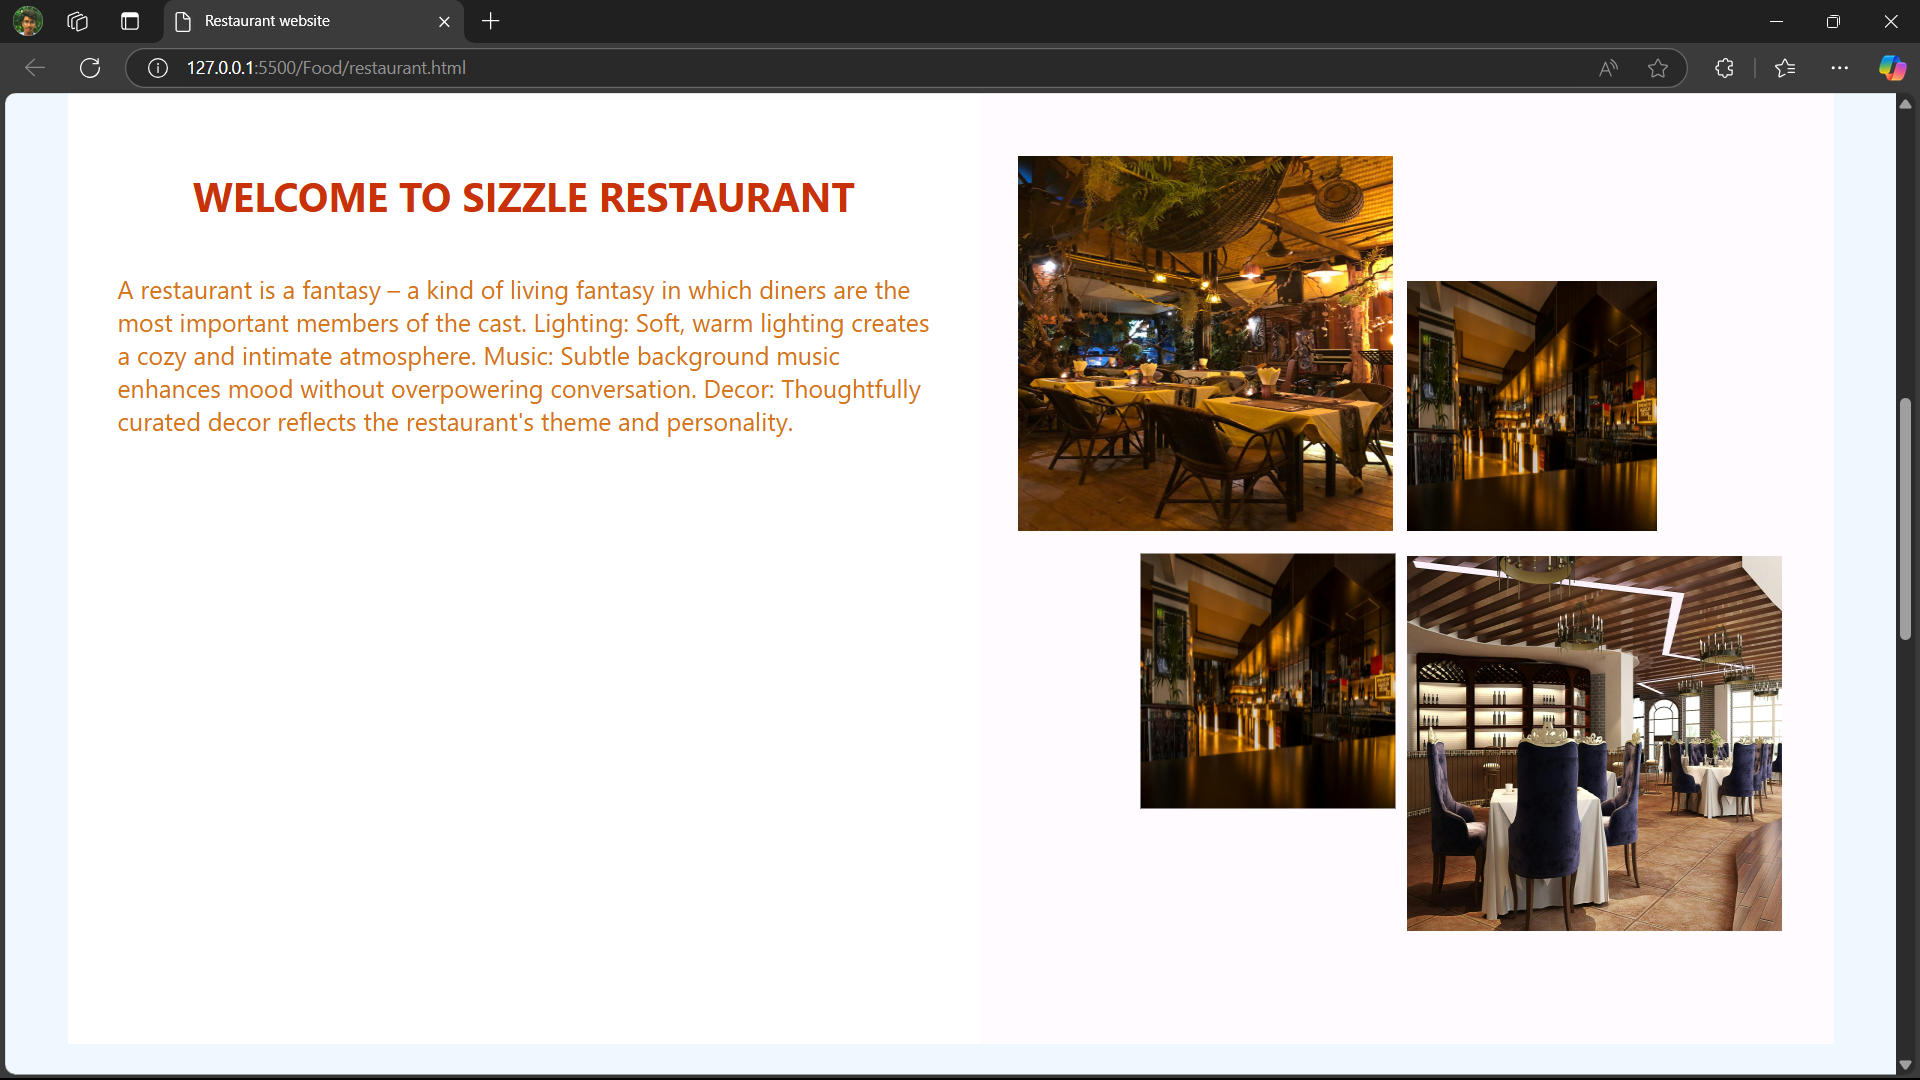 Restaurant website
127.0.0.1:5500/Food/restaurant.html
WELCOME TO SIZZLE RESTAURANT
A restaurant is a fantasy – a kind of living fantasy in which diners are the
most important members of the cast. Lighting: Soft, warm lighting creates
a cozy and intimate atmosphere. Music: Subtle background music
enhances mood without overpowering conversation. Decor: Thoughtfully
curated decor reflects the restaurant's theme and personality.